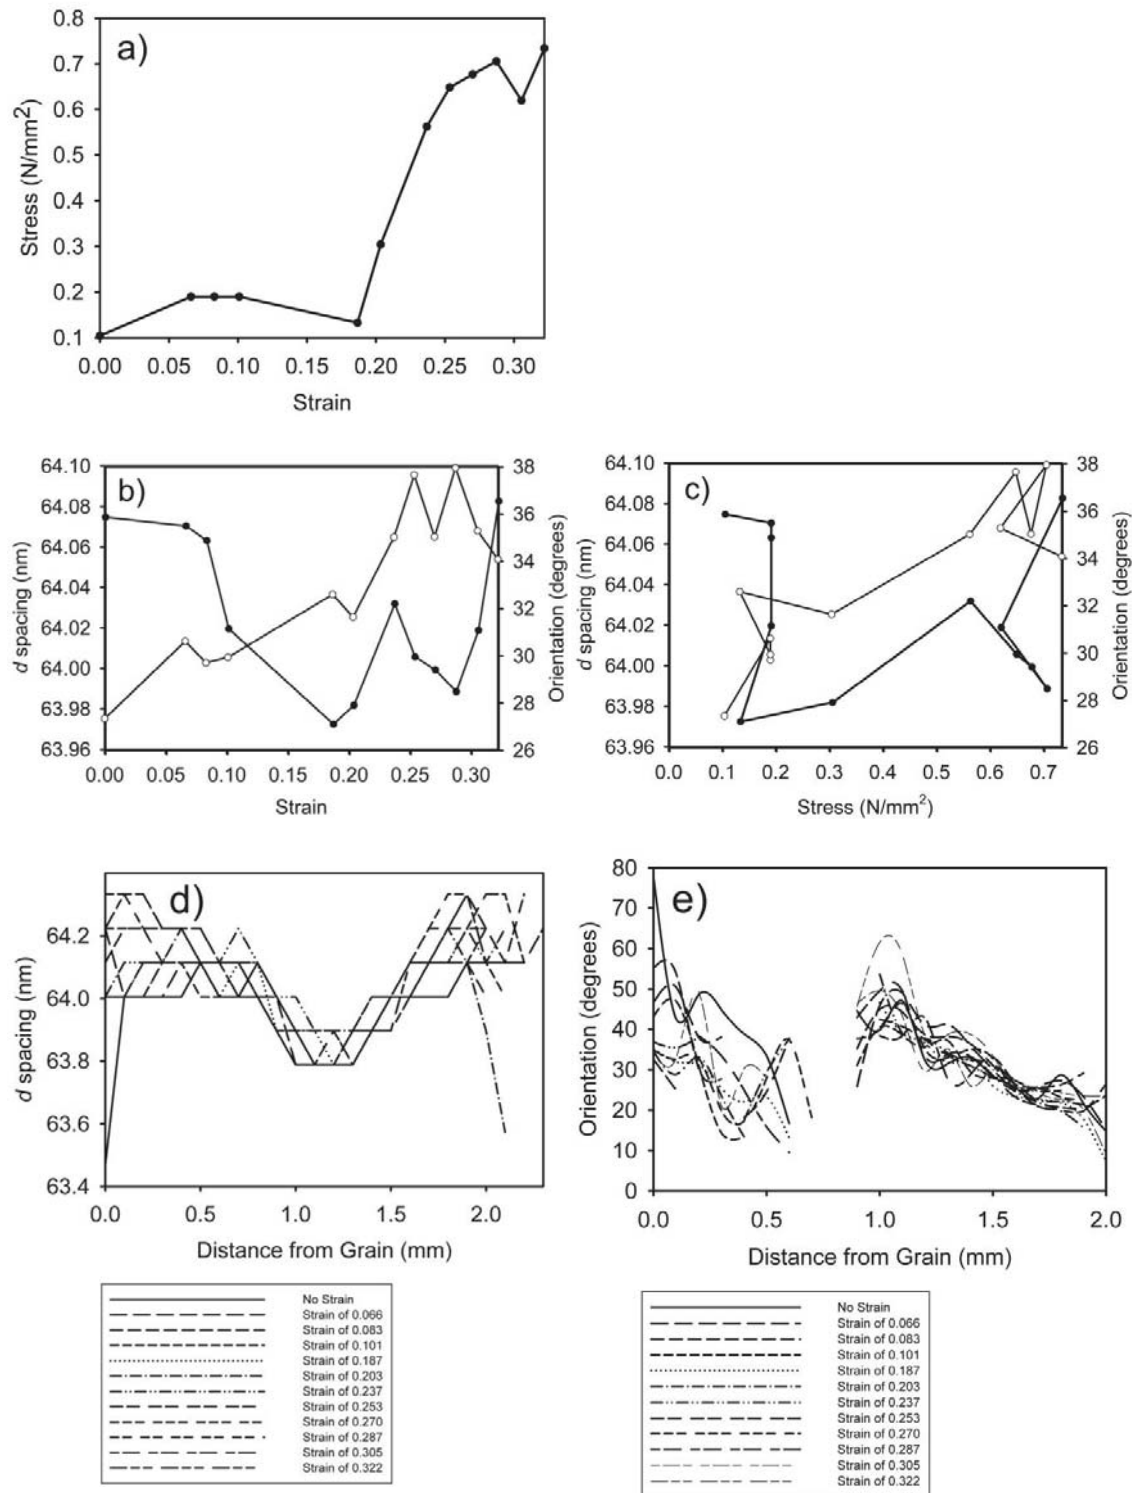 a)
0.8
0.7
0.6
0.5
0.4
0.3
0.2
0.1
Stress (N/mm²)
0.00 0.05 0.10 0.15 0.20 0.25 0.30
Strain
b)
64.10
64.08
64.06
64.04
64.02
64.00
63.98
63.96
d spacing (nm)
38
36
34
32
30
28
26
Orientation (degrees)
0.00 0.05 0.10 0.15 0.20 0.25 0.30
Strain
c)
64.10
64.08
64.06
64.04
64.02
64.00
63.98
63.96
d spacing (nm)
38
36
34
32
30
28
26
Orientation (degrees)
0.0 0.1 0.2 0.3 0.4 0.5 0.6 0.7
Stress (N/mm²)
d)
64.2
64.0
63.8
63.6
63.4
d spacing (nm)
0.0 0.5 1.0 1.5 2.0
Distance from Grain (mm)
No Strain
Strain of 0.066
Strain of 0.083
Strain of 0.101
Strain of 0.187
Strain of 0.203
Strain of 0.237
Strain of 0.253
Strain of 0.270
Strain of 0.287
Strain of 0.305
Strain of 0.322
e)
80
70
60
50
40
30
20
10
0
Orientation (degrees)
0.0 0.5 1.0 1.5 2.0
Distance from Grain (mm)
No Strain
Strain of 0.066
Strain of 0.083
Strain of 0.101
Strain of 0.187
Strain of 0.203
Strain of 0.237
Strain of 0.253
Strain of 0.270
Strain of 0.287
Strain of 0.305
Strain of 0.322